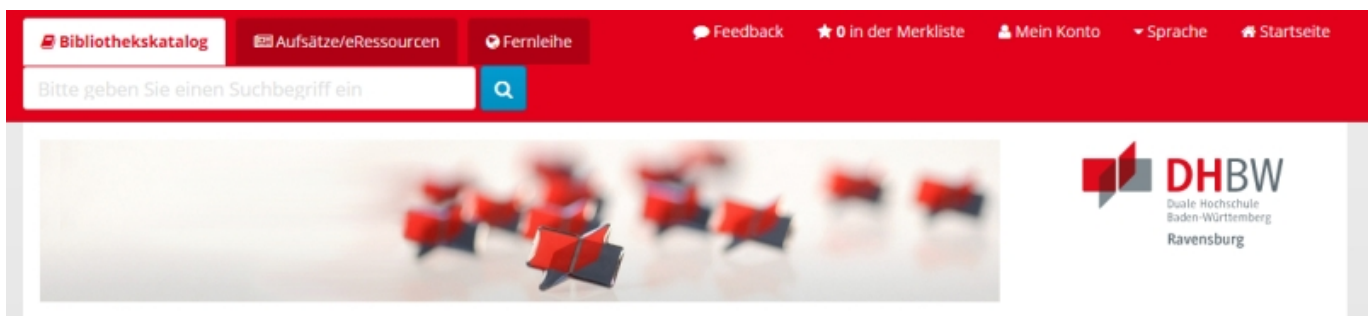 Bibliothekskatalog Aufsätze/eRessourcen Fernleihe Feedback 0 in der Merkliste Mein Konto Sprache Startseite
Bitte geben Sie einen Suchbegriff ein
DHBW
Duale Hochschule
Baden-Württemberg
Ravensburg